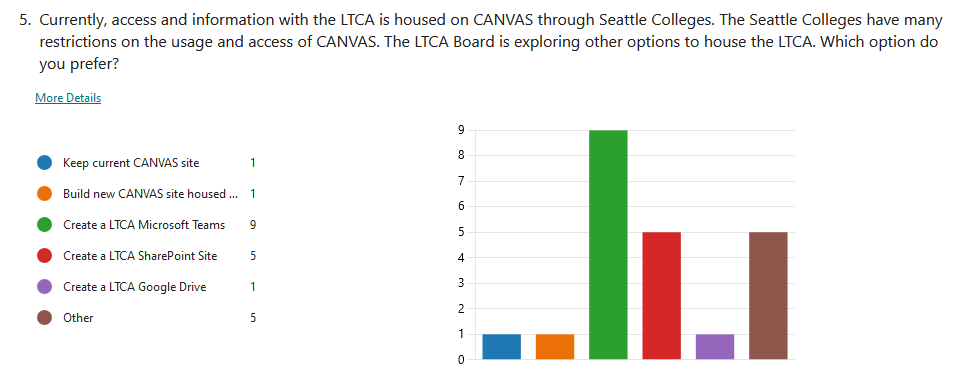 5. Currently, access and information with the LTCA is housed on CANVAS through Seattle Colleges. The Seattle Colleges have many
restrictions on the usage and access of CANVAS. The LTCA Board is exploring other options to house the LTCA. Which option do
you prefer?
More Details
Keep current CANVAS site 1
Build new CANVAS site housed ... 1
Create a LTCA Microsoft Teams 9
Create a LTCA SharePoint Site 5
Create a LTCA Google Drive 1
Other 5
9
8
7
6
5
4
3
2
1
0